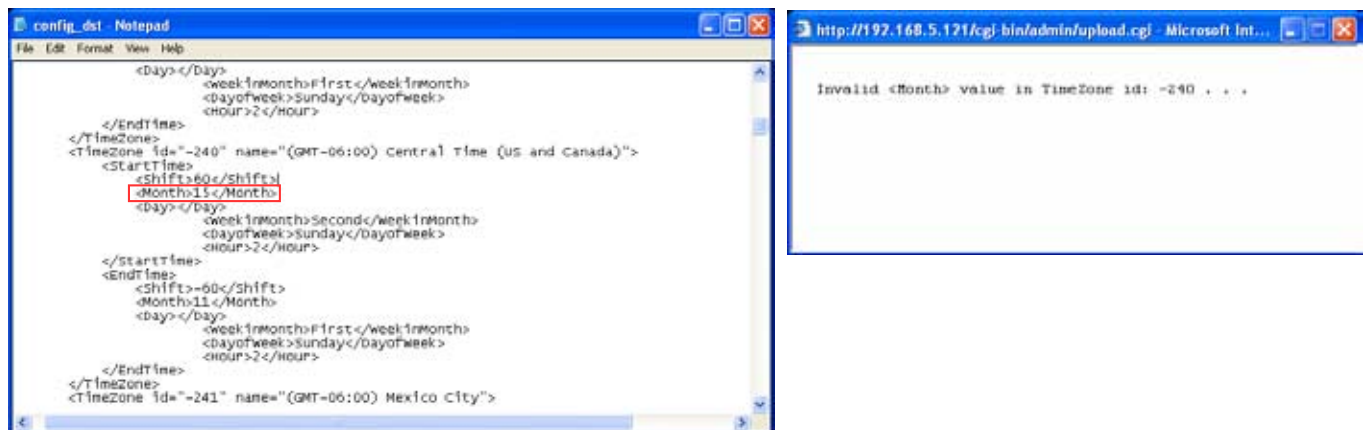 config_dst - Notepad
File Edit Format View Help
<Day></Day>
<WeekinMonth>First</WeekinMonth>
<DayofWeek>Sunday</DayofWeek>
<Hour>2</Hour>
</EndTime>
</TimeZone>
<TimeZone id="-240" name="(GMT-06:00) Central Time (US and Canada)">
<StartTime>
<Shift>60</Shift>
<Month>15</Month>
<Day></Day>
<WeekinMonth>Second</WeekinMonth>
<DayofWeek>Sunday</DayofWeek>
<Hour>2</Hour>
</StartTime>
<EndTime>
<Shift>-60</Shift>
<Month>11</Month>
<Day></Day>
<WeekinMonth>First</WeekinMonth>
<DayofWeek>Sunday</DayofWeek>
<Hour>2</Hour>
</EndTime>
</TimeZone>
<TimeZone id="-241" name="(GMT-06:00) Mexico City">
http://192.168.5.121/cgi-bin/admin/upload.cgi - Microsoft Int...
Invalid <Month> value in TimeZone id: -240 . . .